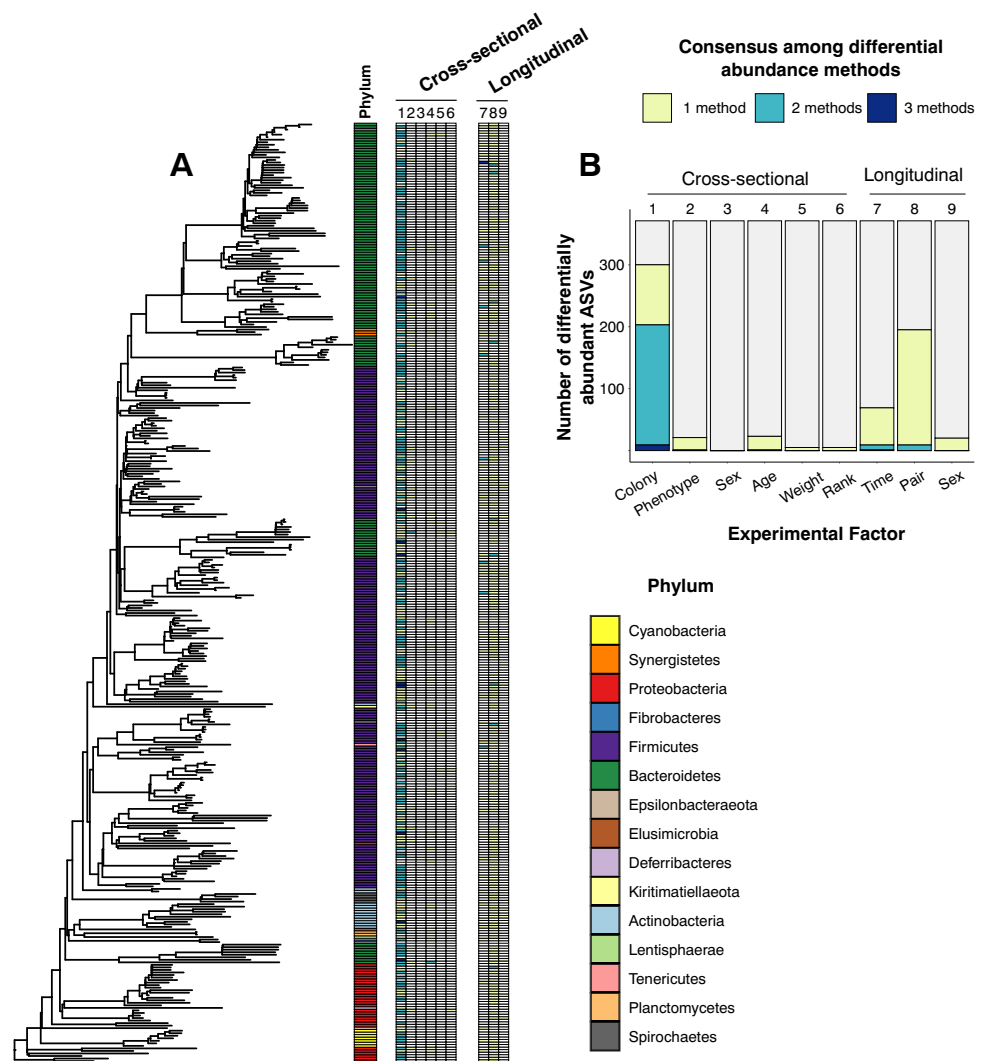 A
Phylum
Cross-sectional
Longitudinal
123456
789
Consensus among differential
abundance methods
1 method
2 methods
3 methods
B
Cross-sectional
Longitudinal
1 2 3 4 5 6 7 8 9
Number of differentially
abundant ASVs
300
200
100
Colony
Phenotype
Sex
Age
Weight
Rank
Time
Pair
Sex
Experimental Factor
Phylum
Cyanobacteria
Synergistetes
Proteobacteria
Fibrobacteres
Firmicutes
Bacteroidetes
Epsilonbacteraeota
Elusimicrobia
Deferribacteres
Kiritimatiellaeota
Actinobacteria
Lentisphaerae
Tenericutes
Planctomycetes
Spirochaetes